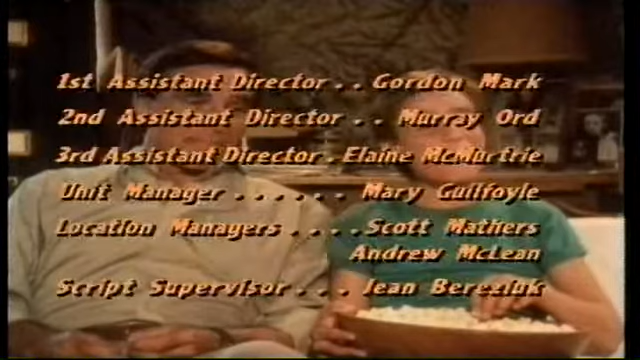 1st Assistant Director . . Gordon Mark
2nd Assistant Director . . Murray Ord
3rd Assistant Director . Elaine McMurtrie
Unit Manager . . . . . . Mary Guilfoyle
Location Managers . . . . Scott Mathers
Andrew McLean
Script Supervisor . . . Jean Bereziuk